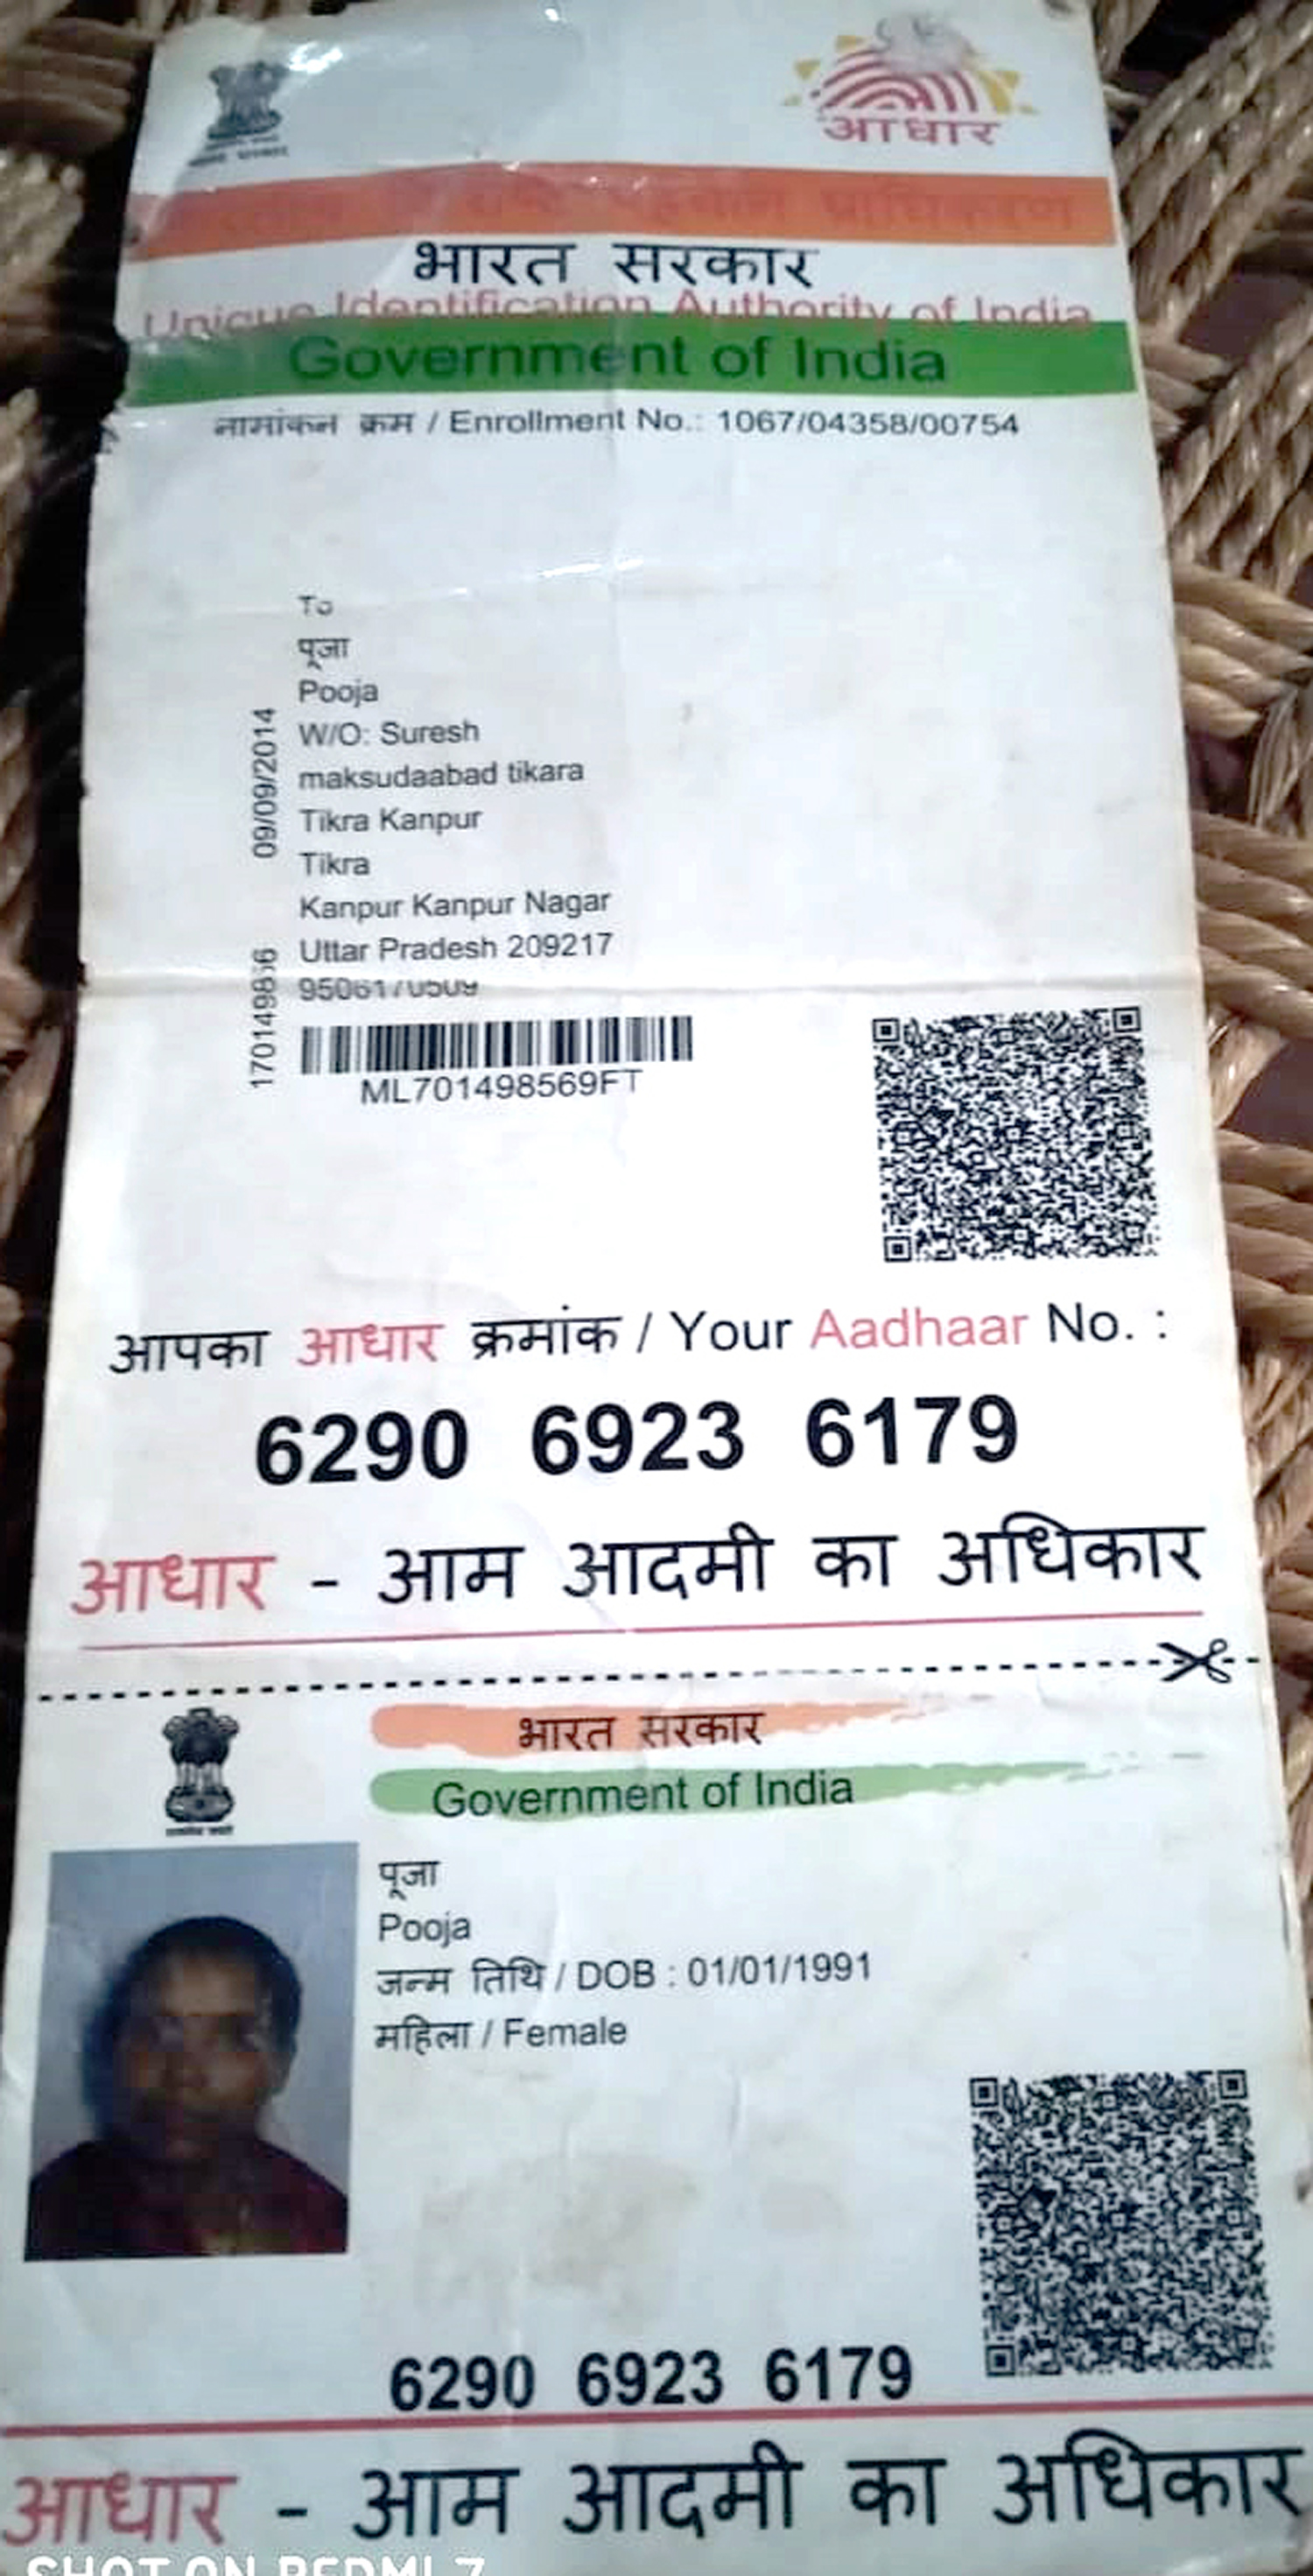 आधार
प्राधिकरण
भारत सरकार
Unique Identification Authority of India
Government of India
नामांकन क्रम / Enrollment No.: 1067/04358/00754
To
पूजा
Pooja
W/O: Suresh
maksudaabad tikara
Tikra Kanpur
Tikra
Kanpur Kanpur Nagar
Uttar Pradesh 209217
09/09/2014
ML701498569FT
आपका आधार क्रमांक / Your Aadhaar No. :
6290 6923 6179
आधार - आम आदमी का अधिकार
भारत सरकार
Government of India
पूजा
Pooja
जन्म तिथि / DOB : 01/01/1991
महिला / Female
6290 6923 6179
आधार - आम आदमी का अधिकार
SHOT ON REDMI 7